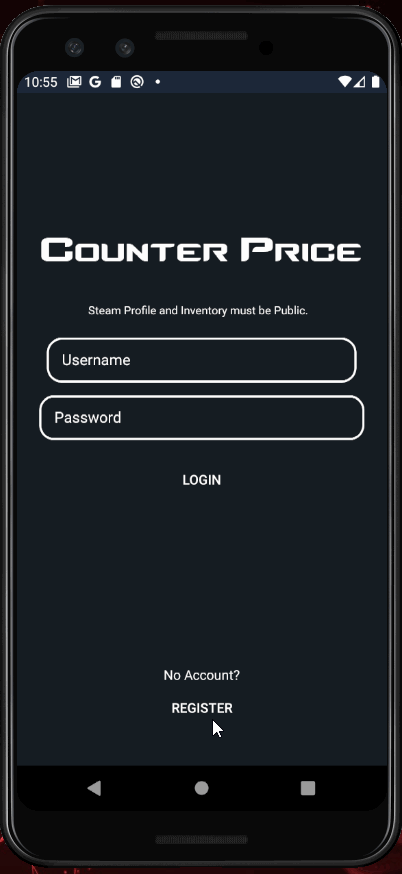 10:55
COUNTER PRICE
Steam Profile and Inventory must be Public.
Username
Password
LOGIN
No Account?
REGISTER